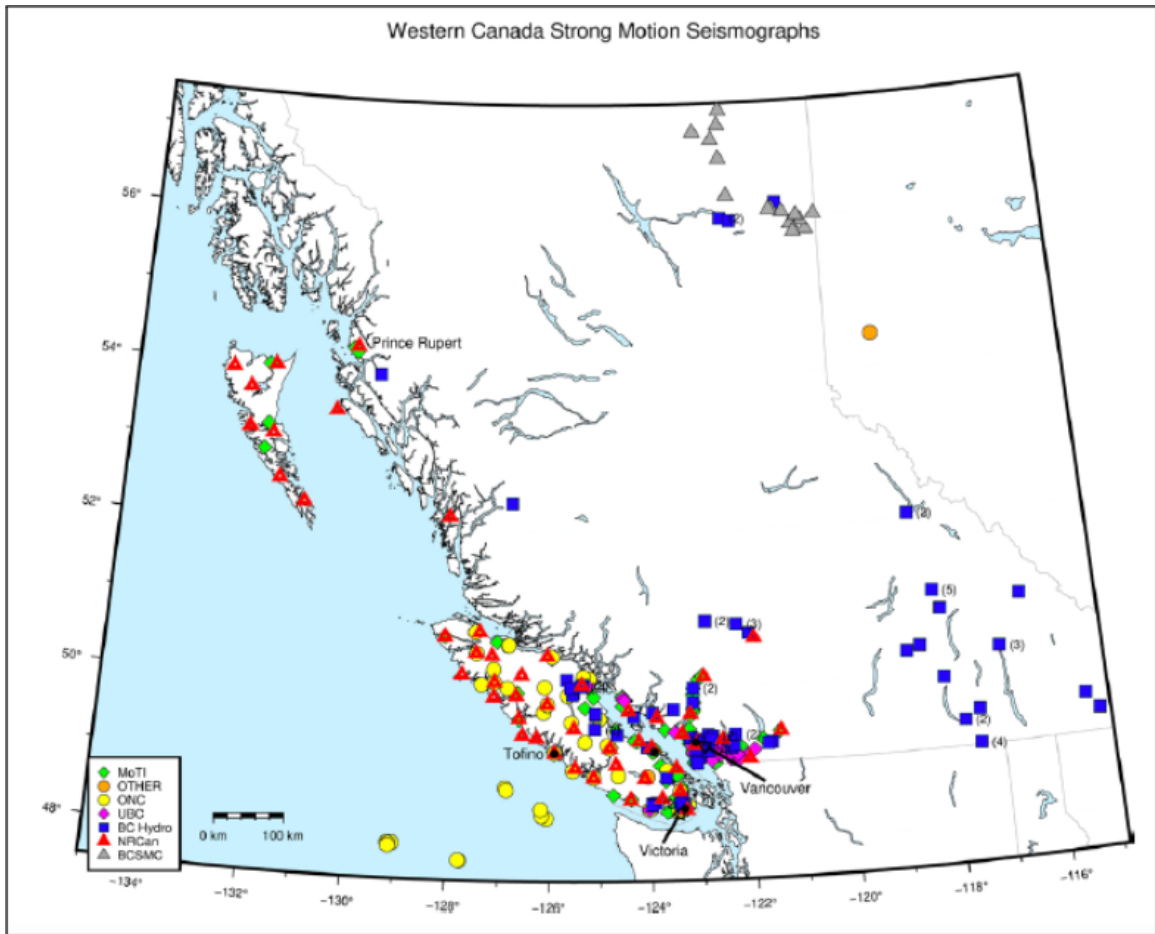 Western Canada Strong Motion Seismographs
56°
54°
52°
50°
48°
(2)
Prince Rupert
(2)
(5)
(2)
(3)
(3)
(2)
(2)
(2)
(4)
Tofino
Vancouver
Victoria
MoTI
OTHER
ONC
UBC
BC Hydro
NRCan
BCSMC
0 km 100 km
−134° −132° −130° −128° −126° −124° −122° −120° −118° −116°